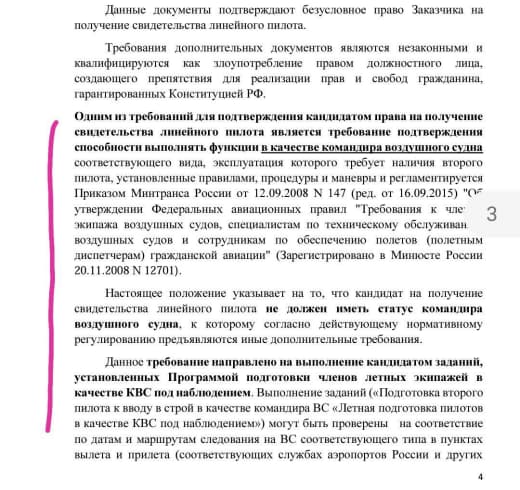 Данные документы подтверждают безусловное право Заказчика на
получение свидетельства линейного пилота.
Требования дополнительных документов являются незаконными и
квалифицируются как злоупотребление правом должностного лица,
создающего препятствия для реализации прав и свобод гражданина,
гарантированных Конституцией РФ.
Одним из требований для подтверждения кандидатом права на получение
свидетельства линейного пилота является требование подтверждения
способности выполнять функции в качестве командира воздушного судна
соответствующего вида, эксплуатация которого требует наличия второго
пилота, установленные правилами, процедуры и маневры и регламентируется
Приказом Минтранса России от 12.09.2008 N 147 (ред. от 16.09.2015) "Об
утверждении Федеральных авиационных правил "Требования к
экипажа воздушных судов, специалистам по техническому
воздушных судов и сотрудникам по обеспечению полетов (полетным
диспетчерам) гражданской авиации" (Зарегистрировано в Минюсте России
20.11.2008 N 12701).
3
Настоящее положение указывает на то, что кандидат на получение
свидетельства линейного пилота не должен иметь статус командира
воздушного судна, к которому согласно действующему нормативному
регулированию предъявляются иные дополнительные требования.
Данное требование направлено на выполнение кандидатом заданий,
установленных Программой подготовки членов летных экипажей в
качестве КВС под наблюдением. Выполнение заданий («Подготовка второго
пилота к вводу в строй в качестве командира ВС «Летная подготовка пилотов
в качестве КВС под наблюдением») могут быть проверены на соответствие
по датам и маршрутам следования на ВС соответствующего типа в пунктах
вылета и прилета (соответствующих службах аэропортов России и других
4